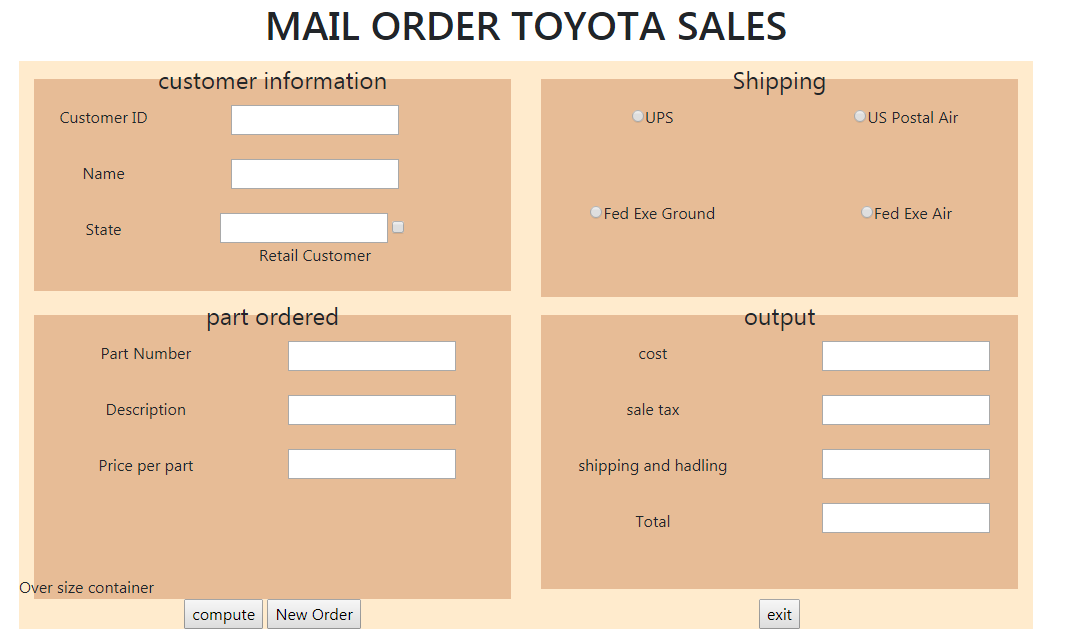 MAIL ORDER TOYOTA SALES
customer information
Customer ID
Name
State
Retail Customer
Shipping
UPS
US Postal Air
Fed Exe Ground
Fed Exe Air
part ordered
Part Number
Description
Price per part
Over size container
compute
New Order
output
cost
sale tax
shipping and hadling
Total
exit